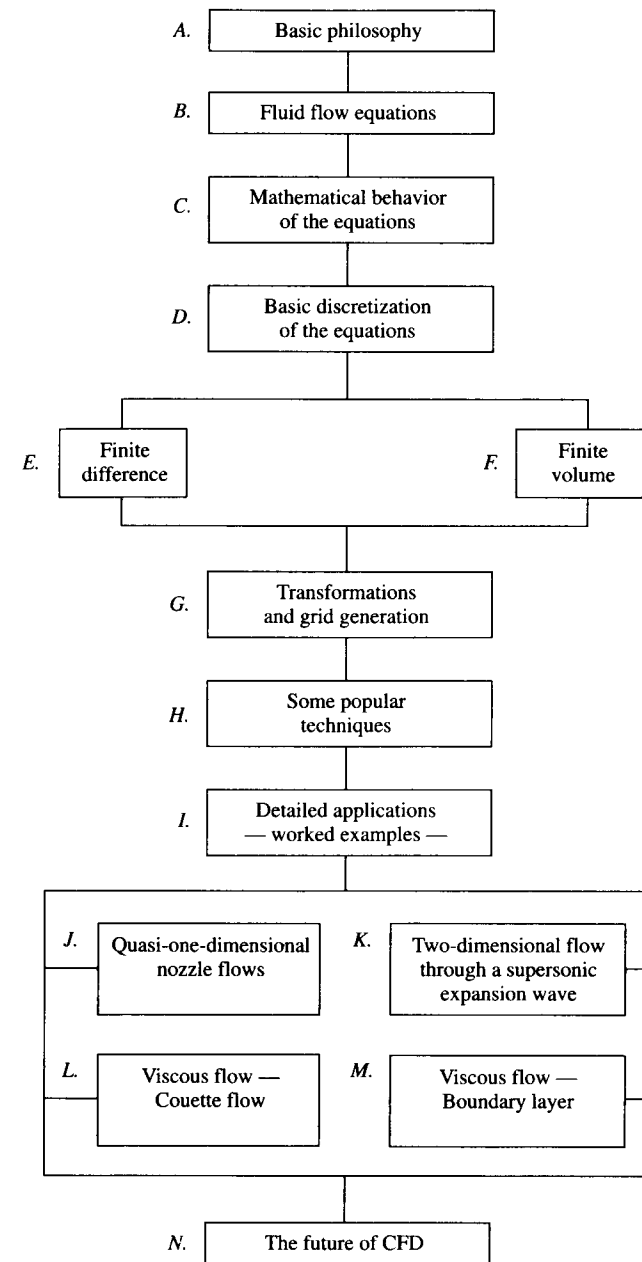 A. Basic philosophy
B. Fluid flow equations
C. Mathematical behavior
of the equations
D. Basic discretization
of the equations
E. Finite
difference
F. Finite
volume
G. Transformations
and grid generation
H. Some popular
techniques
I. Detailed applications
— worked examples —
J. Quasi-one-dimensional
nozzle flows
K. Two-dimensional flow
through a supersonic
expansion wave
L. Viscous flow —
Couette flow
M. Viscous flow —
Boundary layer
N. The future of CFD